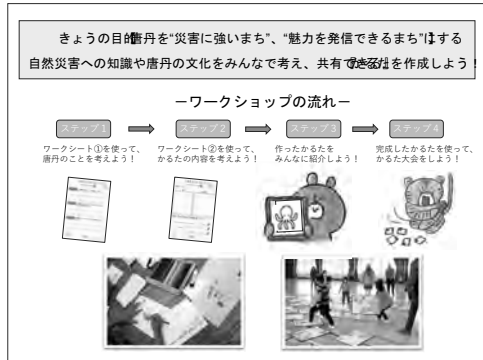 きょうの目的唐丹を“災害に強いまち”、“魅力を発信できるまち”にする
自然災害への知識や唐丹の文化をみんなで考え、共有できるを作成しよう！
－ワークショップの流れ－
ステップ１
ステップ２
ステップ３
ステップ４
ワークシート①を使って、
唐丹のことを考えよう！
ワークシート②を使って、
かるたの内容を考えよう！
作ったかるたを
みんなに紹介しよう！
完成したかるたを使って、
かるた大会をしよう！